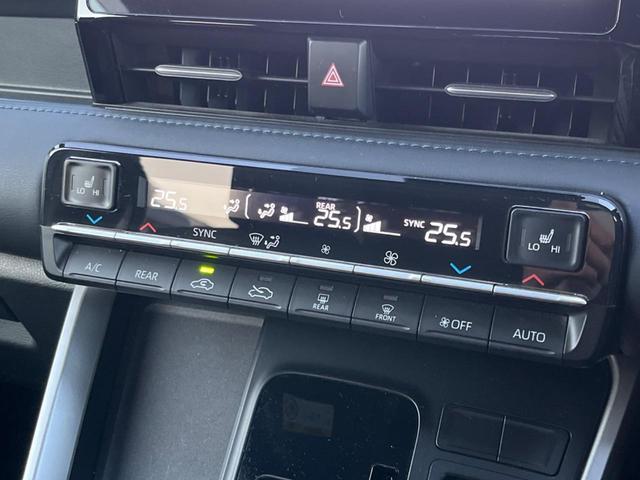 LO HI
25.5
REAR
25.5
SYNC 25.5
LO HI
SYNC
A/C
REAR
REAR
FRONT
OFF
AUTO